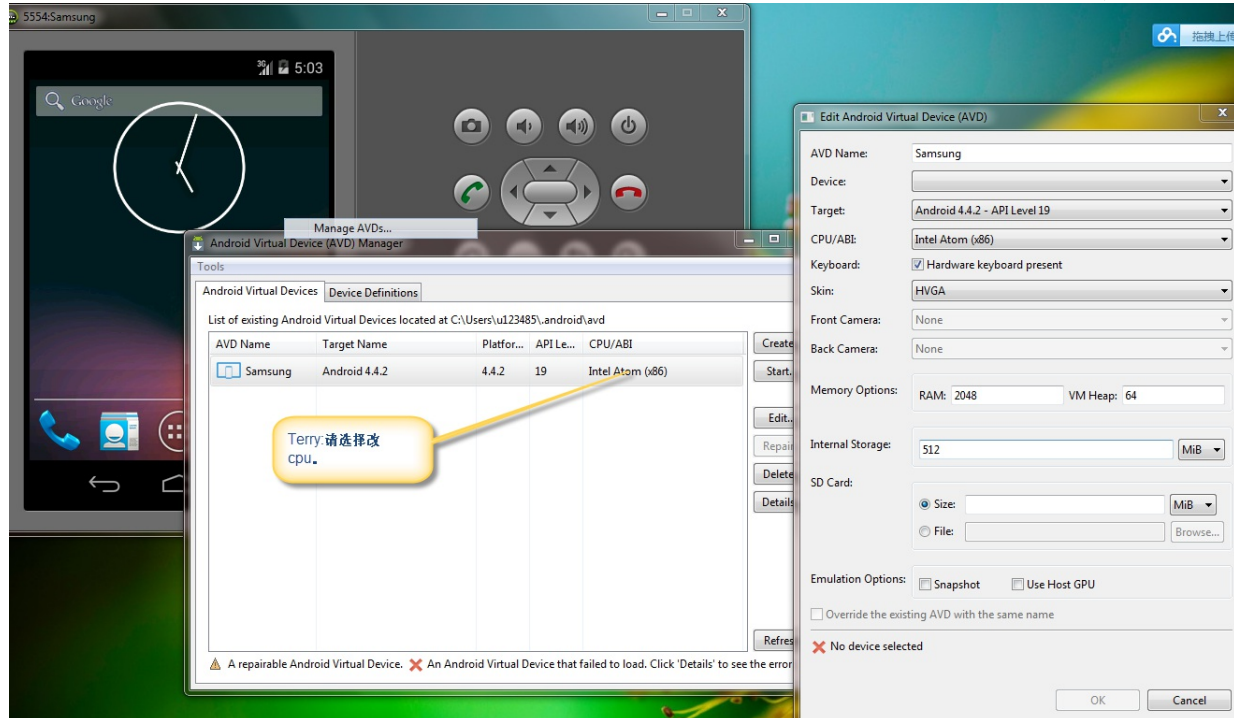 5554:Samsung
3G 5:03
Google
拖拽上传
Manage AVDs...
Android Virtual Device (AVD) Manager
Tools
Android Virtual Devices Device Definitions
List of existing Android Virtual Devices located at C:\Users\u123485\.android\avd
AVD Name Target Name Platfor... API Le... CPU/ABI
Samsung Android 4.4.2 4.4.2 19 Intel Atom (x86)
Create
Start.
Edit..
Repair
Delete
Details
Refres
Terry:请选择改
cpu。
A repairable Android Virtual Device. An Android Virtual Device that failed to load. Click 'Details' to see the error
Edit Android Virtual Device (AVD)
AVD Name: Samsung
Device:
Target: Android 4.4.2 - API Level 19
CPU/ABI: Intel Atom (x86)
Keyboard: Hardware keyboard present
Skin: HVGA
Front Camera: None
Back Camera: None
Memory Options: RAM: 2048 VM Heap: 64
Internal Storage: 512 MiB
SD Card:
Size: MiB
File: Browse...
Emulation Options: Snapshot Use Host GPU
Override the existing AVD with the same name
No device selected
OK Cancel